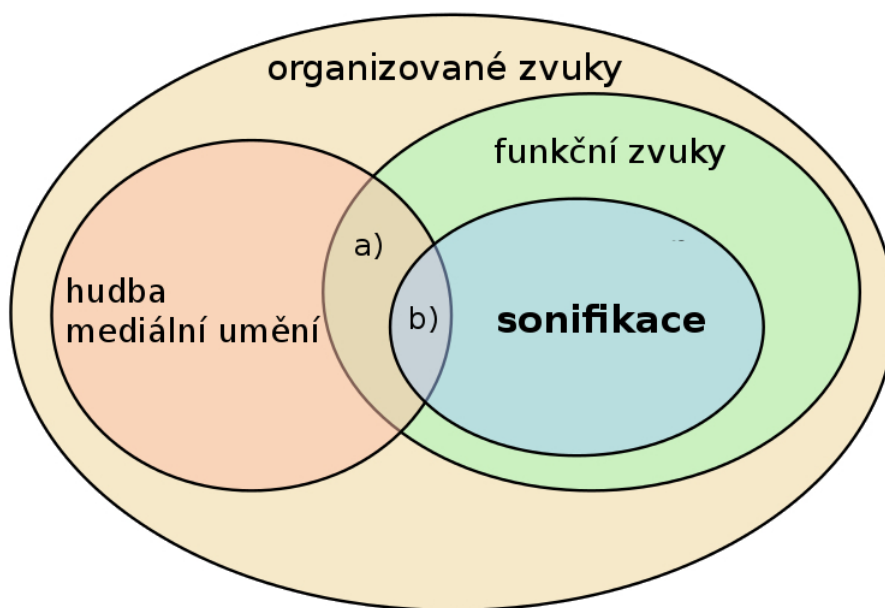 organizované zvuky
funkční zvuky
a)
hudba
mediální umění
b)
sonifikace